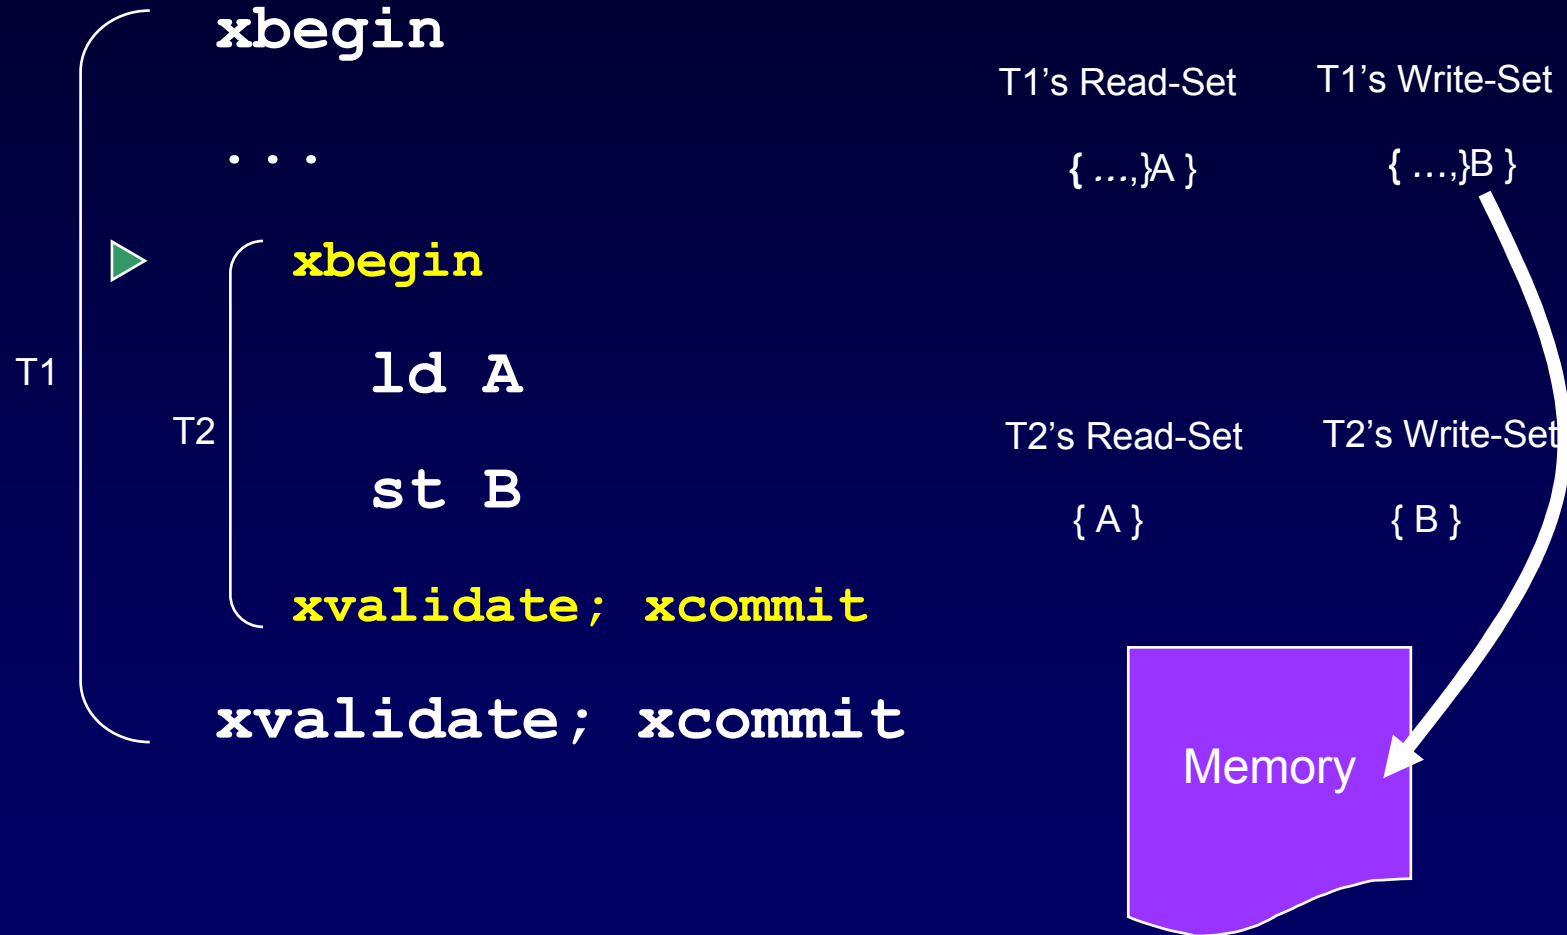 xbegin
...
xbegin
ld A
st B
xvalidate; xcommit
xvalidate; xcommit
T1
T2
T1's Read-Set
{ ...,}A }
T1's Write-Set
{ ...,}B }
T2's Read-Set
{ A }
T2's Write-Set
{ B }
Memory